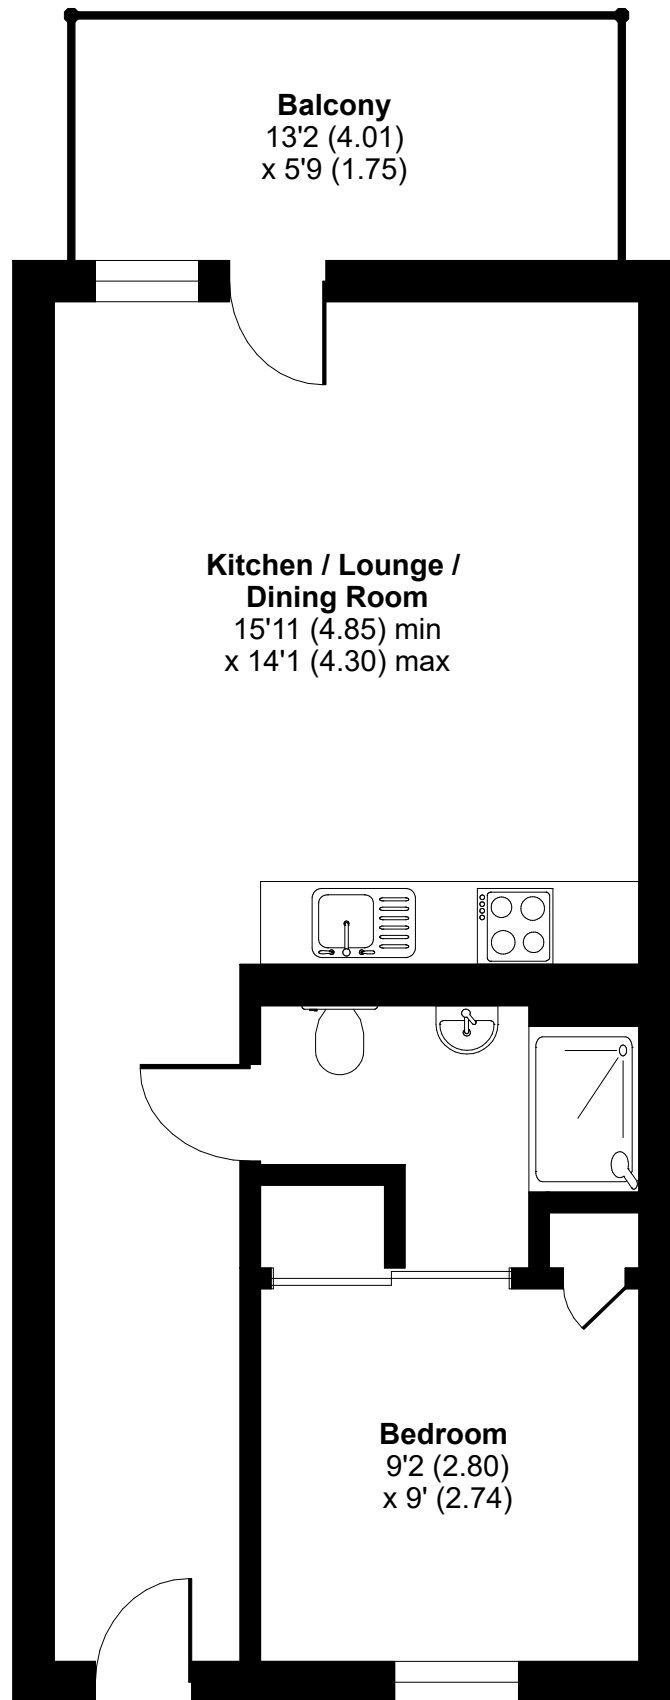 Balcony
13'2 (4.01)
x 5'9 (1.75)
Kitchen / Lounge /
Dining Room
15'11 (4.85) min
x 14'1 (4.30) max
Bedroom
9'2 (2.80)
x 9' (2.74)